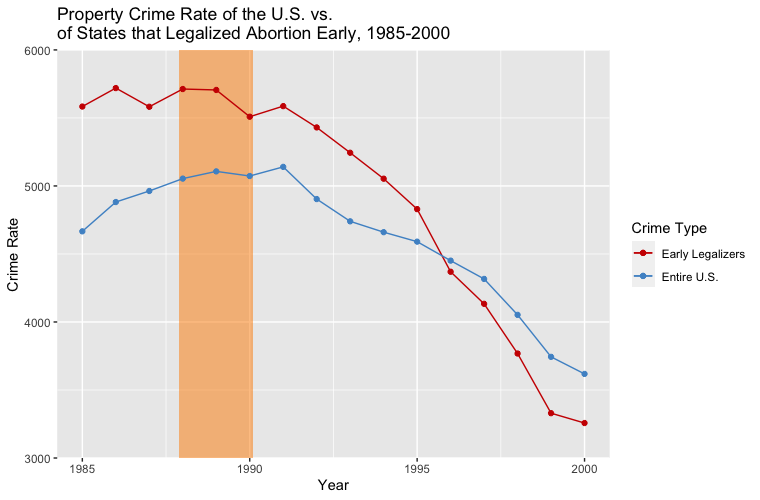 Property Crime Rate of the U.S. vs.
of States that Legalized Abortion Early, 1985-2000
6000
5000
4000
3000
Crime Rate
1985
1990
1995
2000
Year
Crime Type
Early Legalizers
Entire U.S.